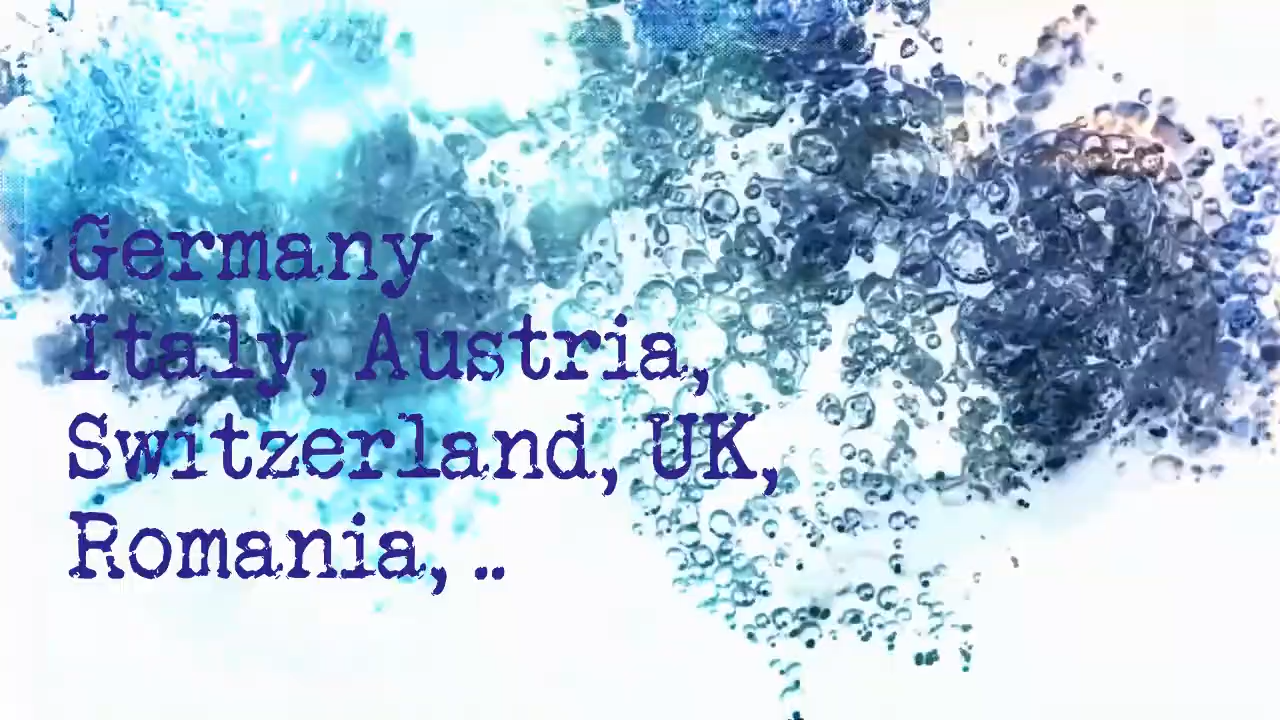 Germany
Italy, Austria,
Switzerland, UK,
Romania, ..